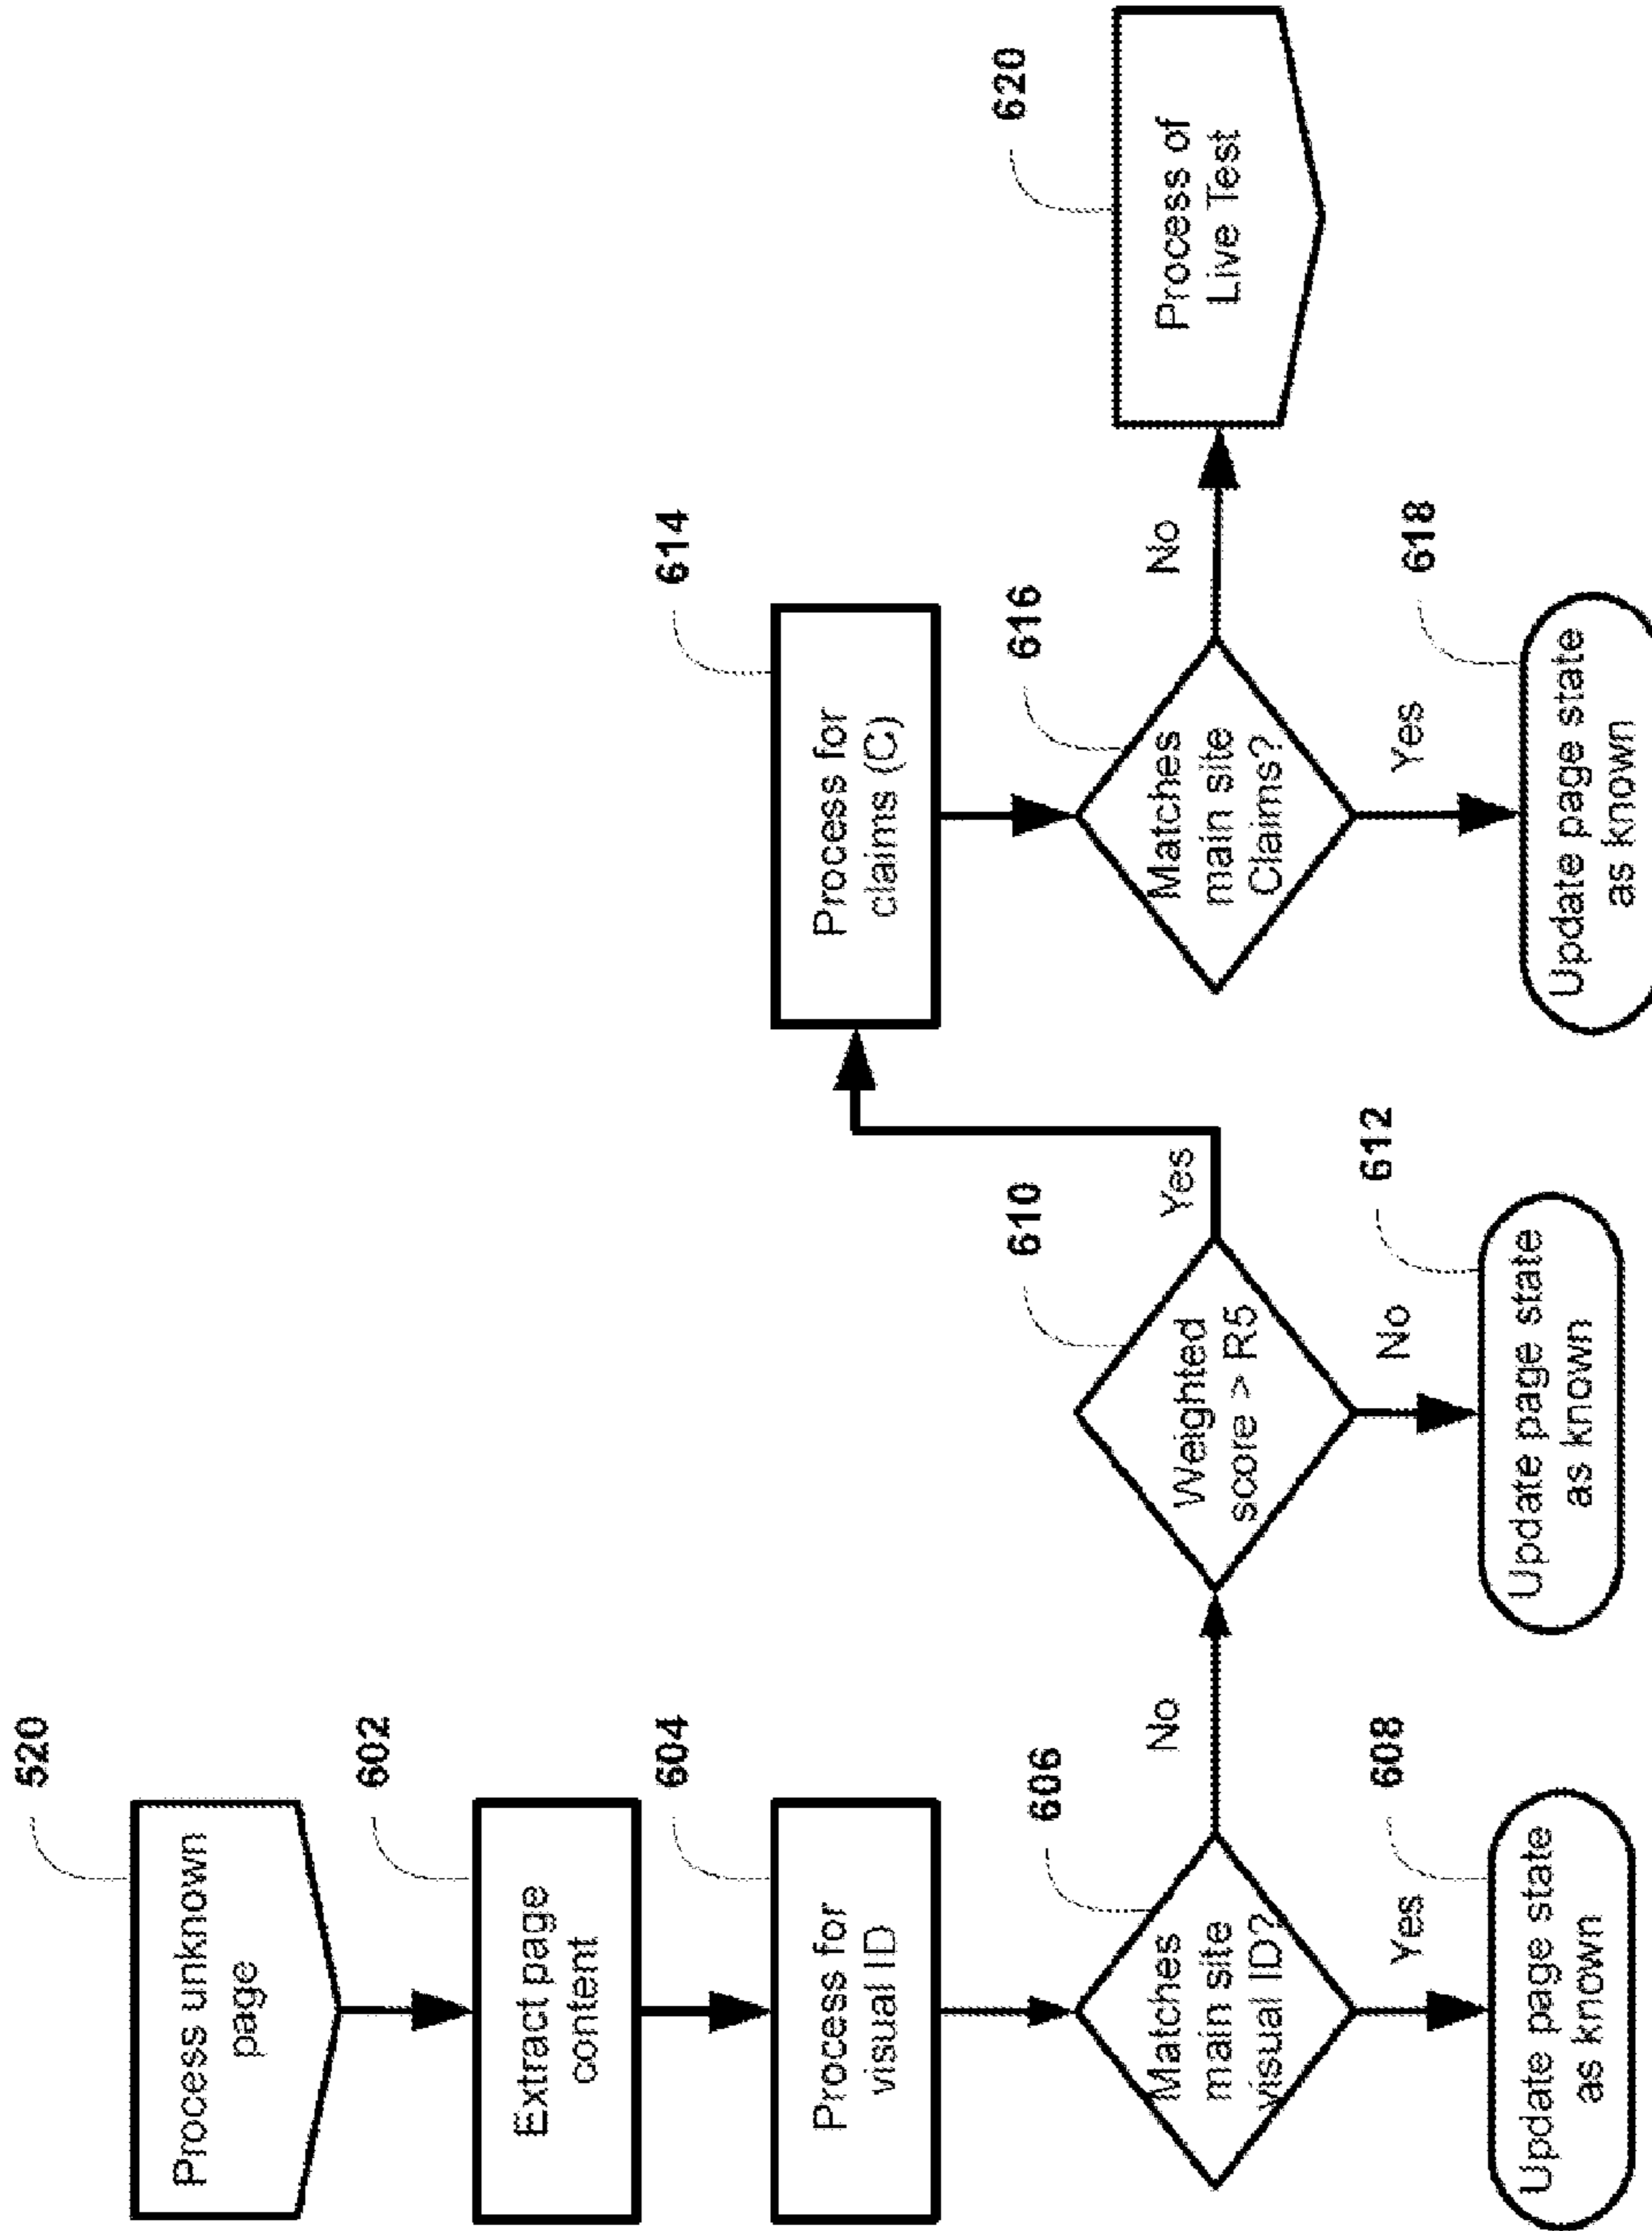 520
Process unknown
page
602
Extract page
content
604
Process for
visual ID
606
Matches
main site
visual ID?
No
Yes
608
Update page state
as known
610
Weighted
score > R5
Yes
No
612
Update page state
as known
614
Process for
claims (C)
616
Matches
main site
Claims?
No
Yes
618
Update page state
as known
620
Process of
Live Test